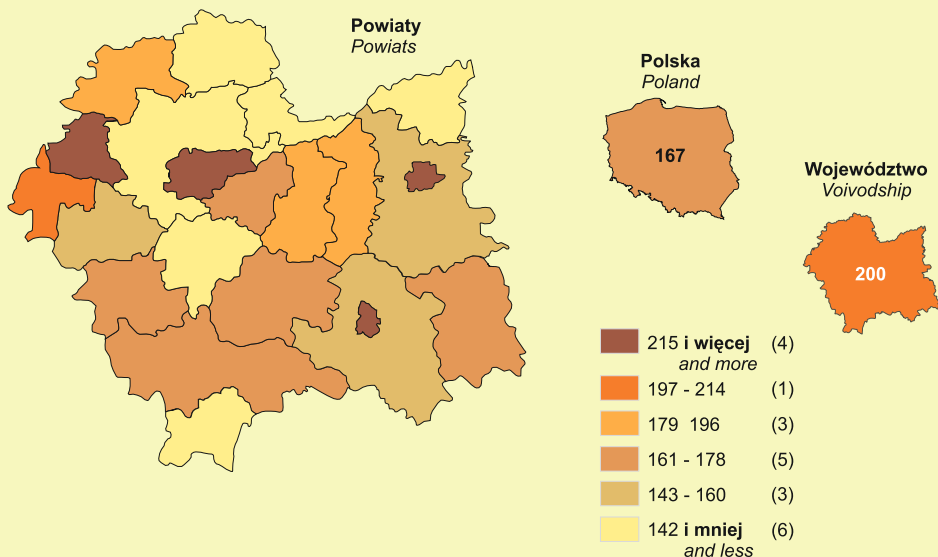 Powiaty
Powiats
Polska
Poland
167
Województwo
Voivodship
200
215 i więcej (4)
and more
197 - 214 (1)
179 196 (3)
161 - 178 (5)
143 - 160 (3)
142 i mniej (6)
and less